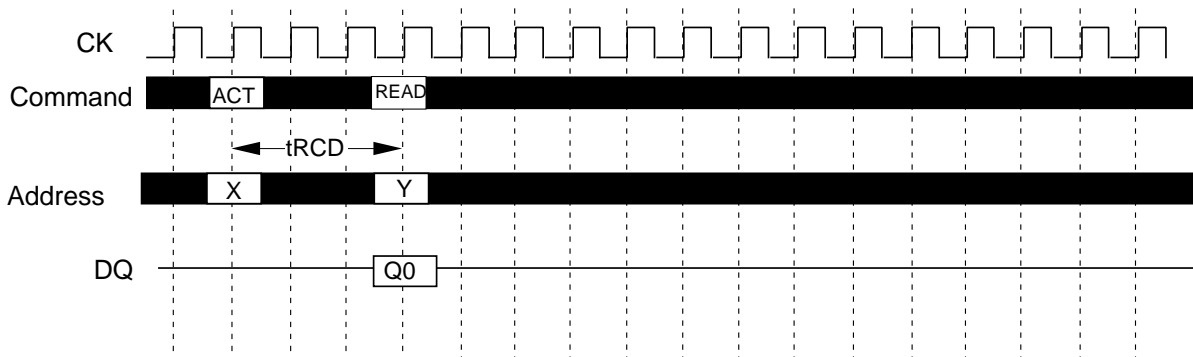 CK
Command ACT READ
tRCD
Address X Y
DQ Q0